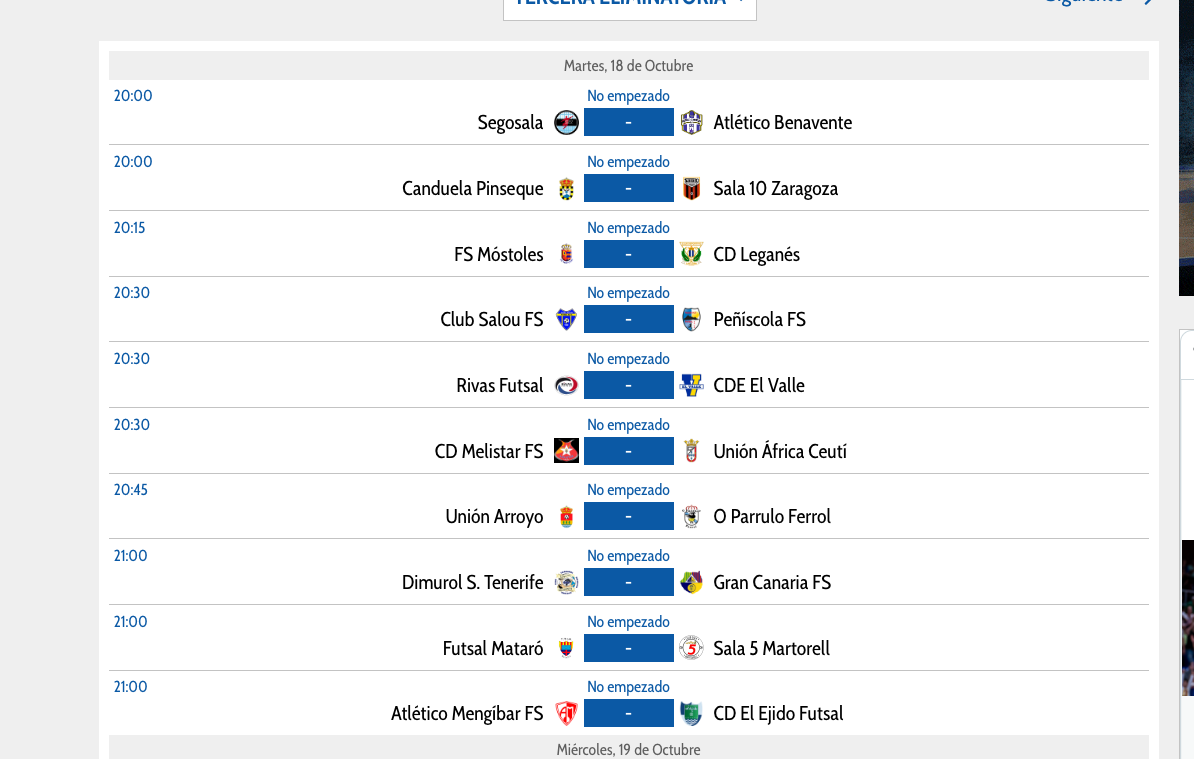 TERCERA ELIMINATORIA
Siguiente
Martes, 18 de Octubre
20:00
No empezado
Segosala - Atlético Benavente
20:00
No empezado
Canduela Pinseque - Sala 10 Zaragoza
20:15
No empezado
FS Móstoles - CD Leganés
20:30
No empezado
Club Salou FS - Peñíscola FS
20:30
No empezado
Rivas Futsal - CDE El Valle
20:30
No empezado
CD Melistar FS - Unión África Ceutí
20:45
No empezado
Unión Arroyo - O Parrulo Ferrol
21:00
No empezado
Dimurol S. Tenerife - Gran Canaria FS
21:00
No empezado
Futsal Mataró - Sala 5 Martorell
21:00
No empezado
Atlético Mengíbar FS - CD El Ejido Futsal
Miércoles, 19 de Octubre